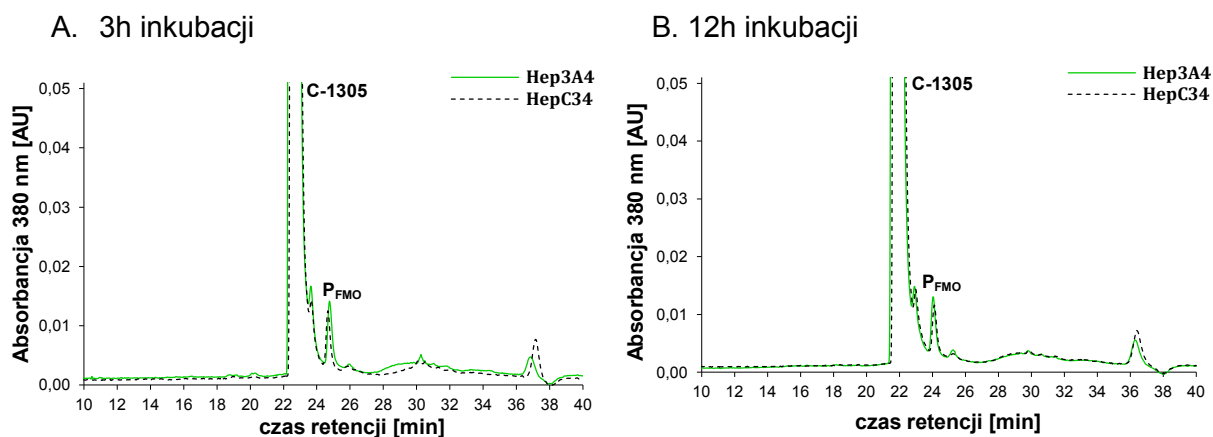 A. 3h inkubacji
Hep3A4
HepC34
C-1305
P_FMO
Absorbancja 380 nm [AU]
0,05
0,04
0,03
0,02
0,01
0,00
10 12 14 16 18 20 22 24 26 28 30 32 34 36 38 40
czas retencji [min]
B. 12h inkubacji
Hep3A4
HepC34
C-1305
PFMO
Absorbancja 380 nm [AU]
0,05
0,04
0,03
0,02
0,01
0,00
10 12 14 16 18 20 22 24 26 28 30 32 34 36 38 40
czas retencji [min]